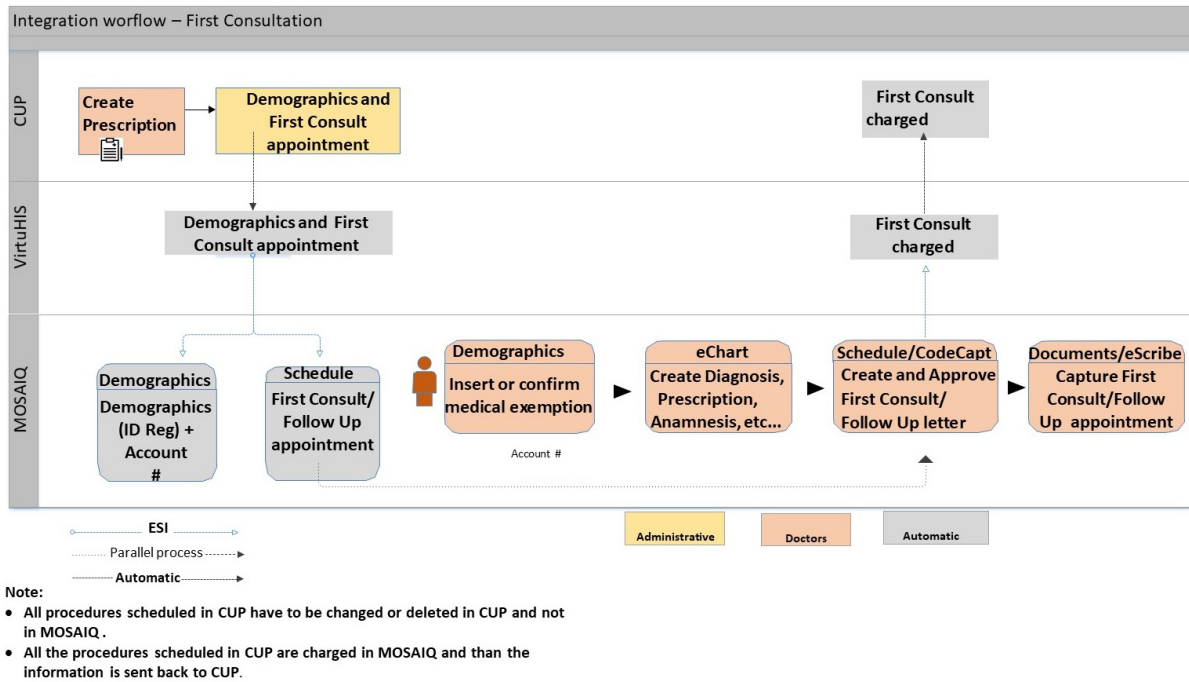 Integration worflow – First Consultation
CUP
Create
Prescription
Demographics and
First Consult
appointment
First Consult
charged
VirtuHIS
Demographics and First
Consult appointment
First Consult
charged
MOSAIQ
Demographics
Demographics
(ID Reg) +
Account
#
Schedule
First Consult/
Follow Up
appointment
Demographics
Insert or confirm
medical exemption
Account #
eChart
Create Diagnosis,
Prescription,
Anamnesis, etc...
Schedule/CodeCapt
Create and Approve
First Consult/
Follow Up letter
Documents/eScribe
Capture First
Consult/Follow
Up appointment
ESI
Parallel process
Automatic
Administrative
Doctors
Automatic
Note:
• All procedures scheduled in CUP have to be changed or deleted in CUP and not
in MOSAIQ .
• All the procedures scheduled in CUP are charged in MOSAIQ and than the
information is sent back to CUP.